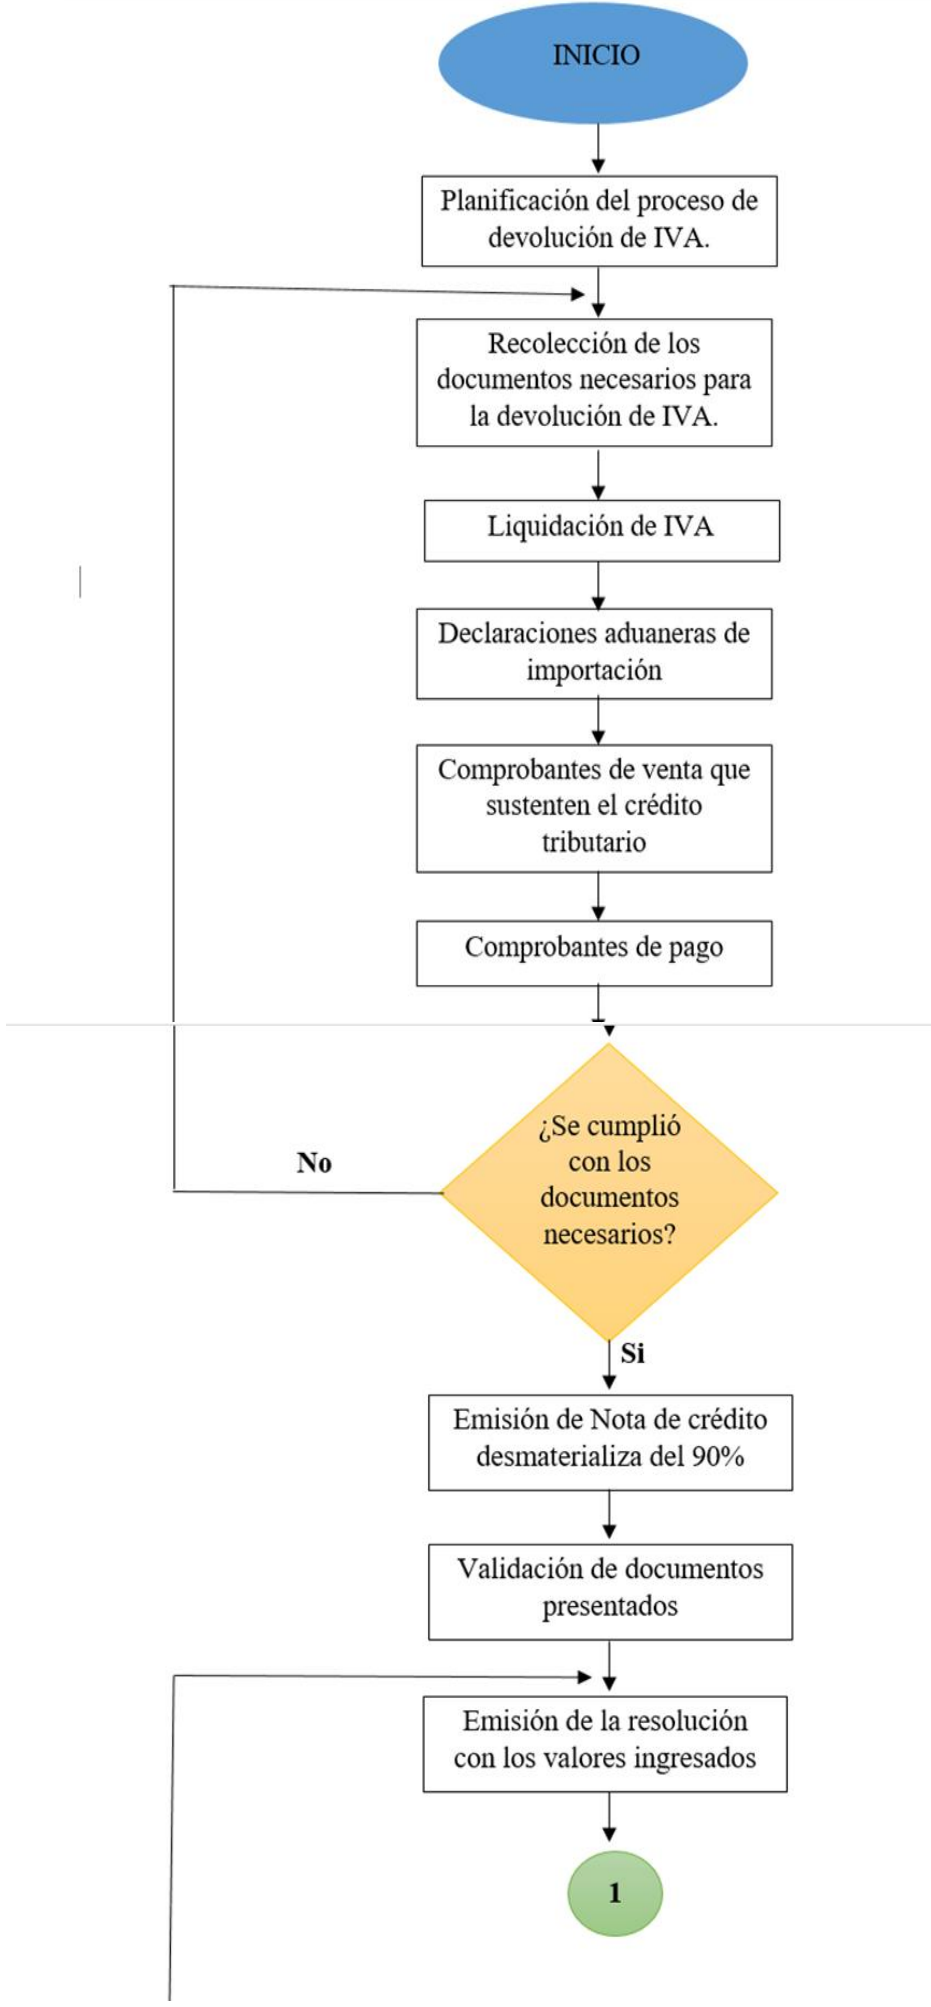 INICIO
Planificación del proceso de
devolución de IVA.
Recolección de los
documentos necesarios para
la devolución de IVA.
Liquidación de IVA
Declaraciones aduaneras de
importación
Comprobantes de venta que
sustenten el crédito
tributario
Comprobantes de pago
¿Se cumplió
con los
documentos
necesarios?
No
Si
Emisión de Nota de crédito
desmaterializa del 90%
Validación de documentos
presentados
Emisión de la resolución
con los valores ingresados
1